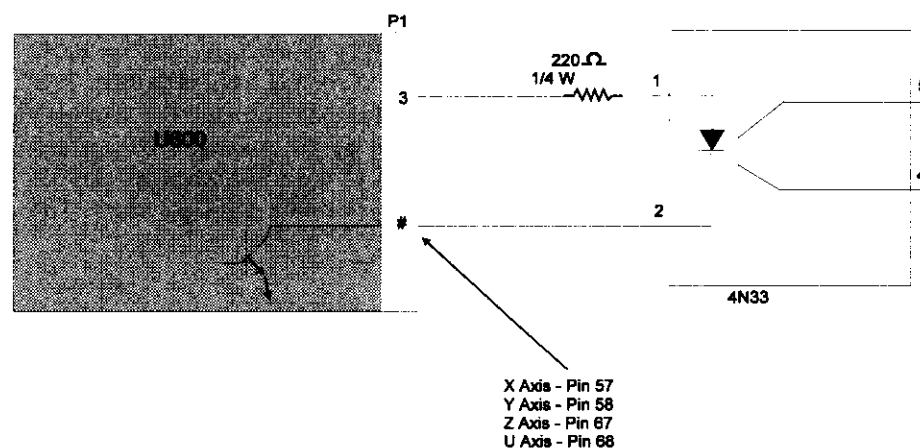 P1
220 Ω
1/4 W
3
1
U600
#
2
4N33
X Axis - Pin 57
Y Axis - Pin 58
Z Axis - Pin 67
U Axis - Pin 68